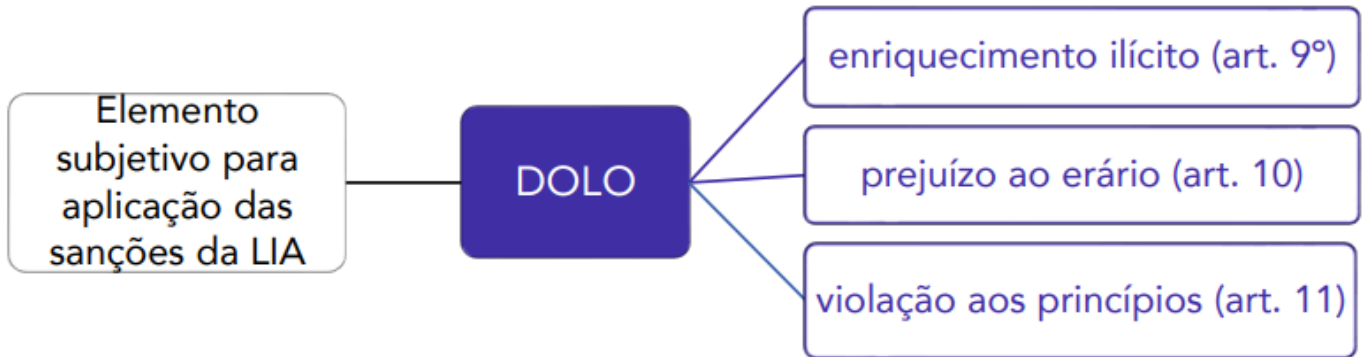 Elemento
subjetivo para
aplicação das
sanções da LIA
DOLO
enriquecimento ilícito (art. 9º)
prejuízo ao erário (art. 10)
violação aos princípios (art. 11)